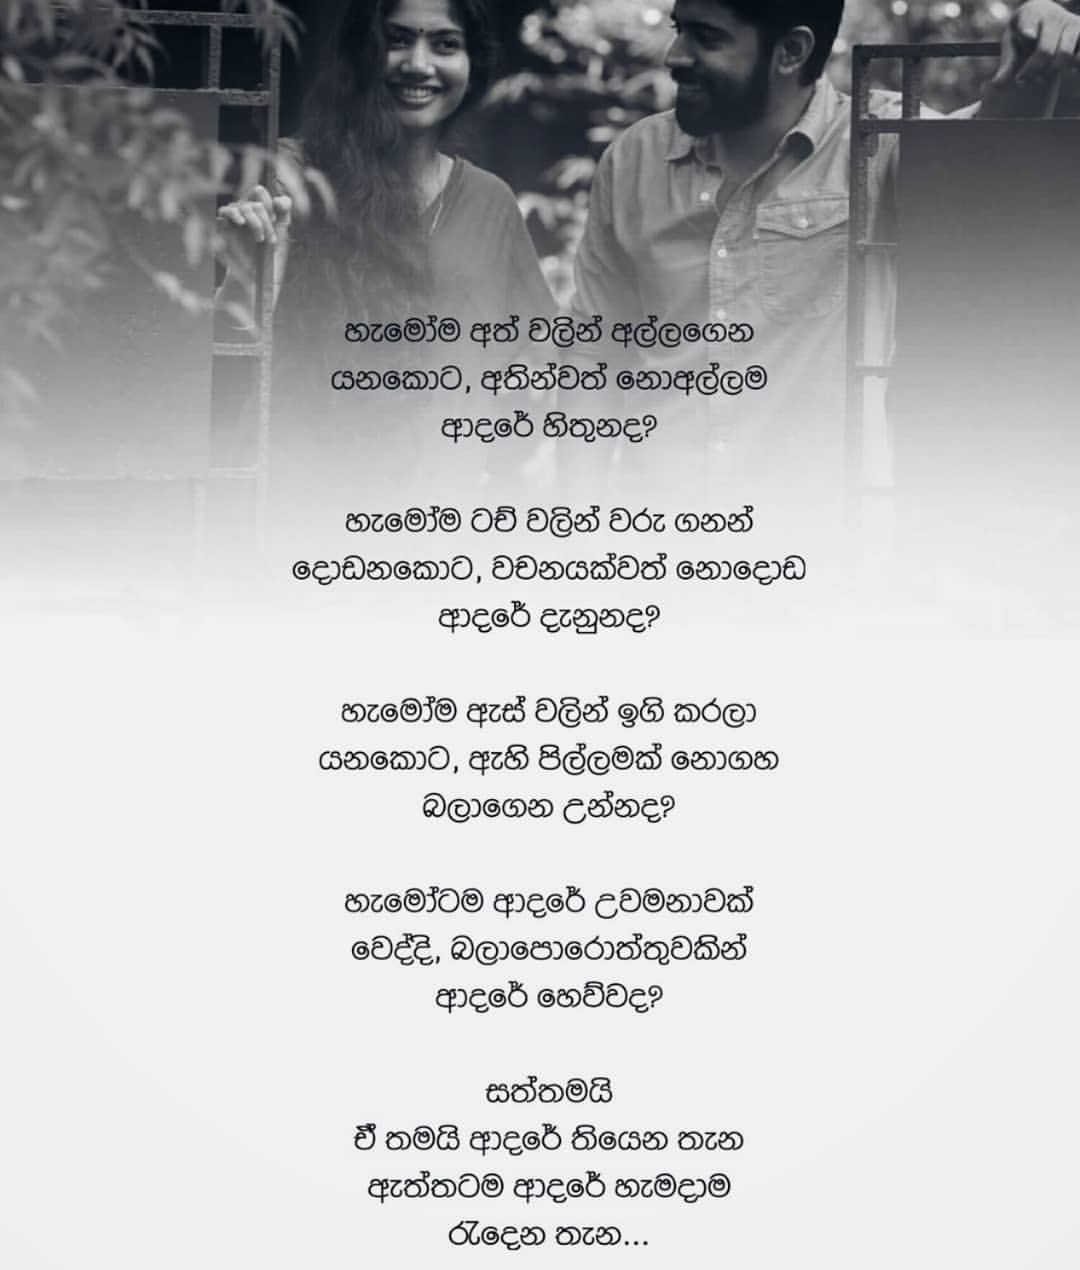 හැමෝම අත් වලින් අල්ලගෙන
යනකොට, අතින්වත් නොඅල්ලම
ආදරේ හිතුනද?
හැමෝම ටච් වලින් වරු ගනන්
දොඩනකොට, වචනයක්වත් නොදොඩ
ආදරේ දැනුනද?
හැමෝම ඇස් වලින් ඉගි කරලා
යනකොට, ඇහි පිල්ලමක් නොගහ
බලාගෙන උන්නද?
හැමෝටම ආදරේ උවමනාවක්
වෙද්දි, බලාපොරොත්තුවකින්
ආදරේ හෙව්වද?
සත්තමයි
ඒ තමයි ආදරේ තියෙන තැන
ඇත්තටම ආදරේ හැමදාම
රැදෙන තැන...